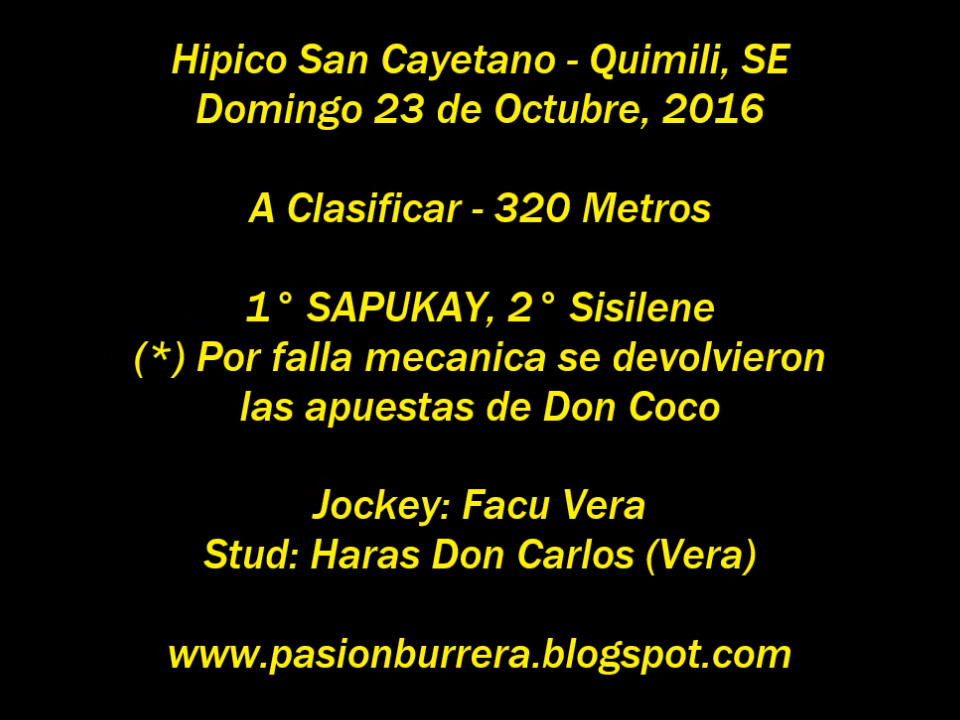 Hipico San Cayetano - Quimili, SE
Domingo 23 de Octubre, 2016
A Clasificar - 320 Metros
1° SAPUKAY, 2° Sisilene
(*) Por falla mecanica se devolvieron
las apuestas de Don Coco
Jockey: Facu Vera
Stud: Haras Don Carlos (Vera)
www.pasionburrera.blogspot.com